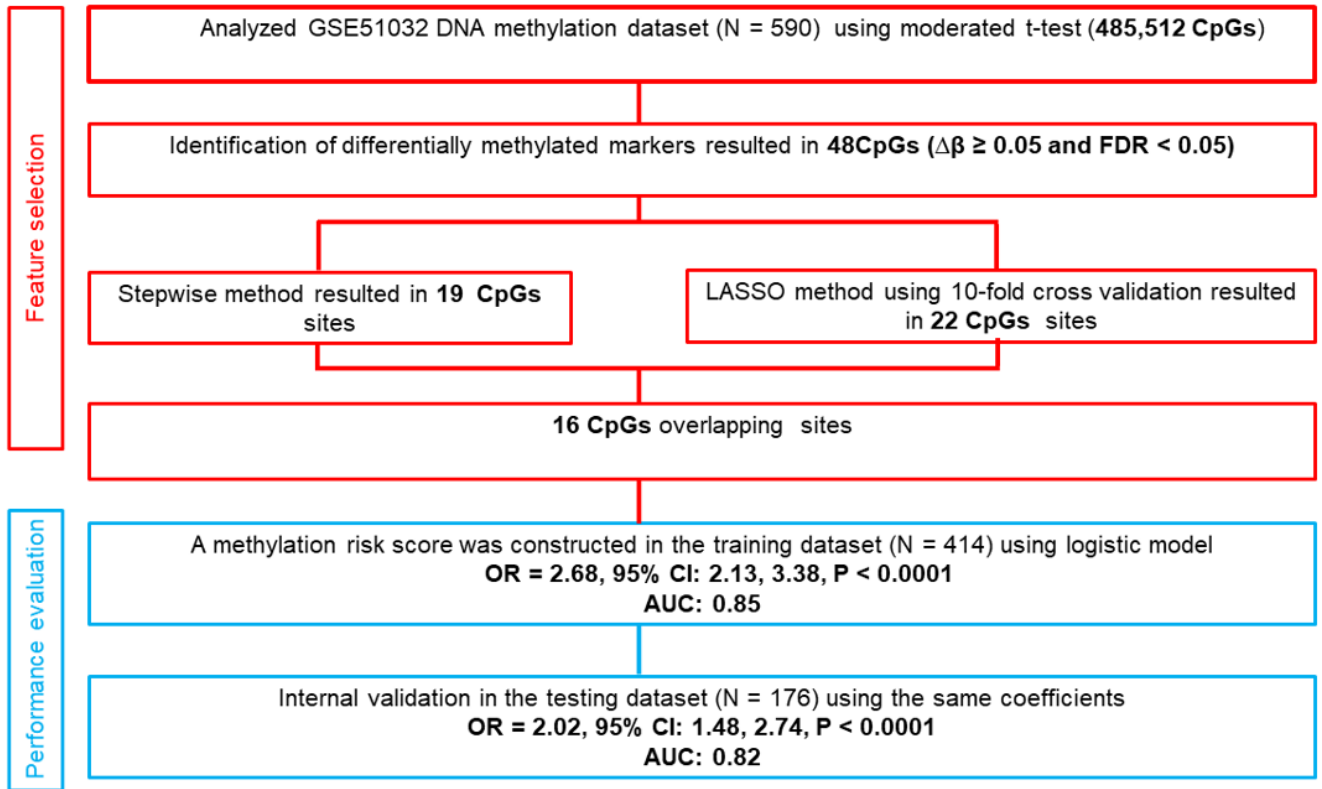 Feature selection
Analyzed GSE51032 DNA methylation dataset (N = 590) using moderated t-test (485,512 CpGs)
Identification of differentially methylated markers resulted in 48CpGs (Δβ ≥ 0.05 and FDR < 0.05)
Stepwise method resulted in 19 CpGs
sites
LASSO method using 10-fold cross validation resulted
in 22 CpGs sites
16 CpGs overlapping sites
Performance evaluation
A methylation risk score was constructed in the training dataset (N = 414) using logistic model
OR = 2.68, 95% CI: 2.13, 3.38, P < 0.0001
AUC: 0.85
Internal validation in the testing dataset (N = 176) using the same coefficients
OR = 2.02, 95% CI: 1.48, 2.74, P < 0.0001
AUC: 0.82